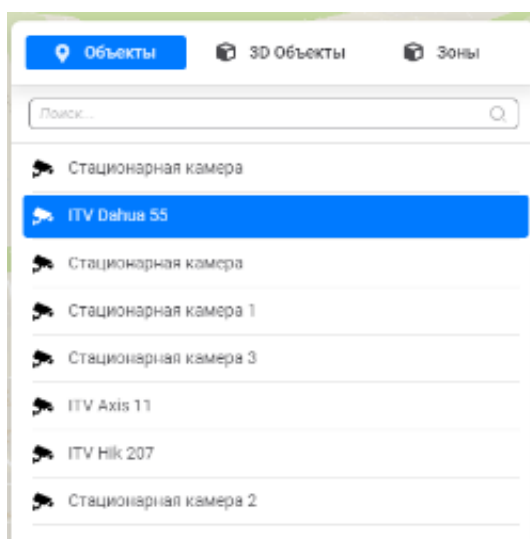 Объекты 3D Объекты Зоны
Поиск...
Стационарная камера
ITV Dahua 55
Стационарная камера
Стационарная камера 1
Стационарная камера 3
ITV Axis 11
ITV Hik 207
Стационарная камера 2